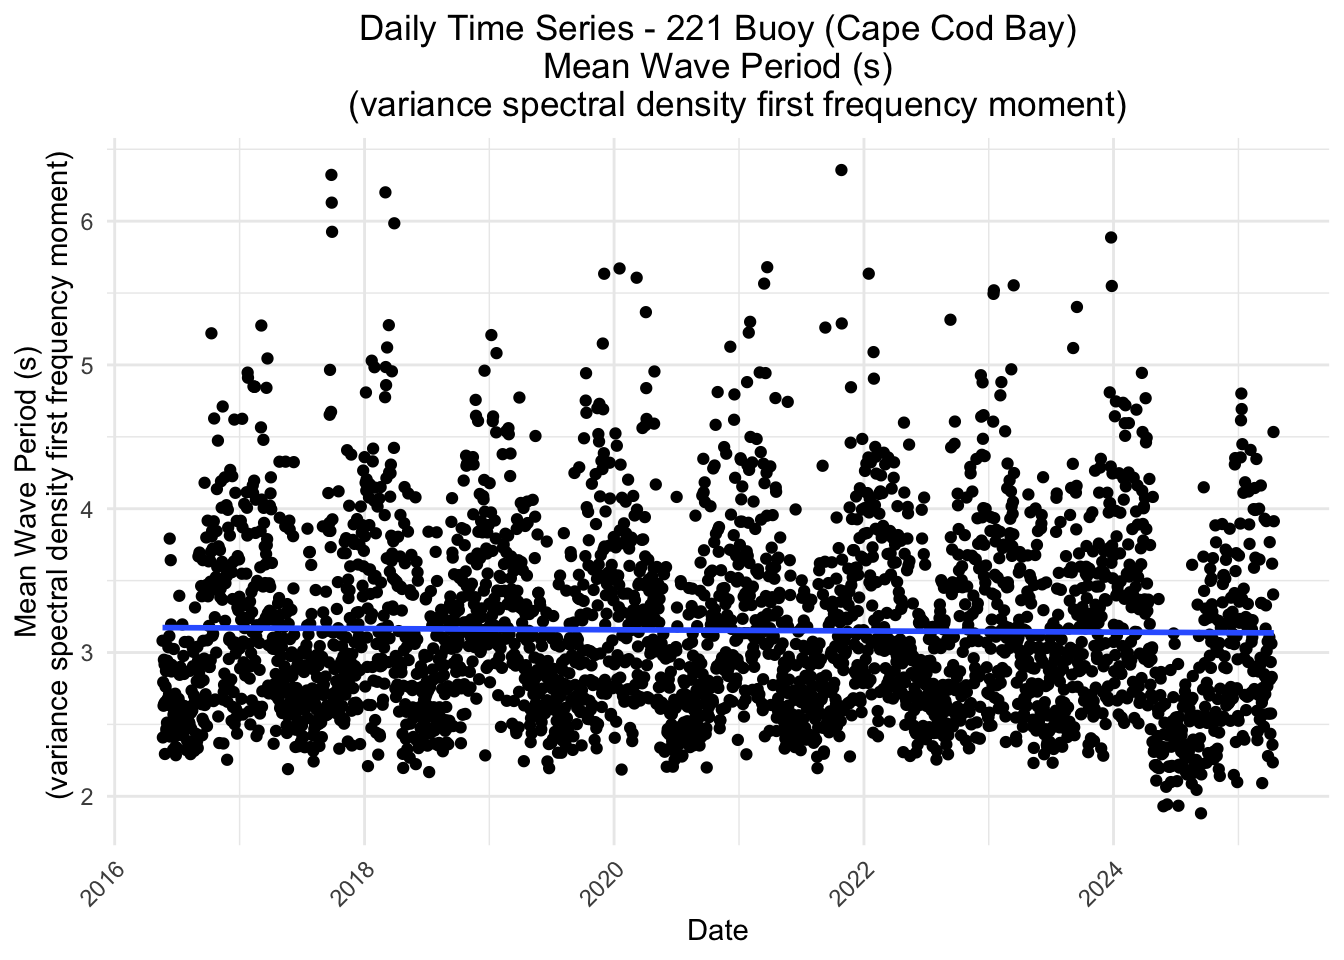 Daily Time Series - 221 Buoy (Cape Cod Bay)
Mean Wave Period (s)
(variance spectral density first frequency moment)
Mean Wave Period (s)
(variance spectral density first frequency moment)
6
5
4
3
2
2016
2018
2020
2022
2024
Date